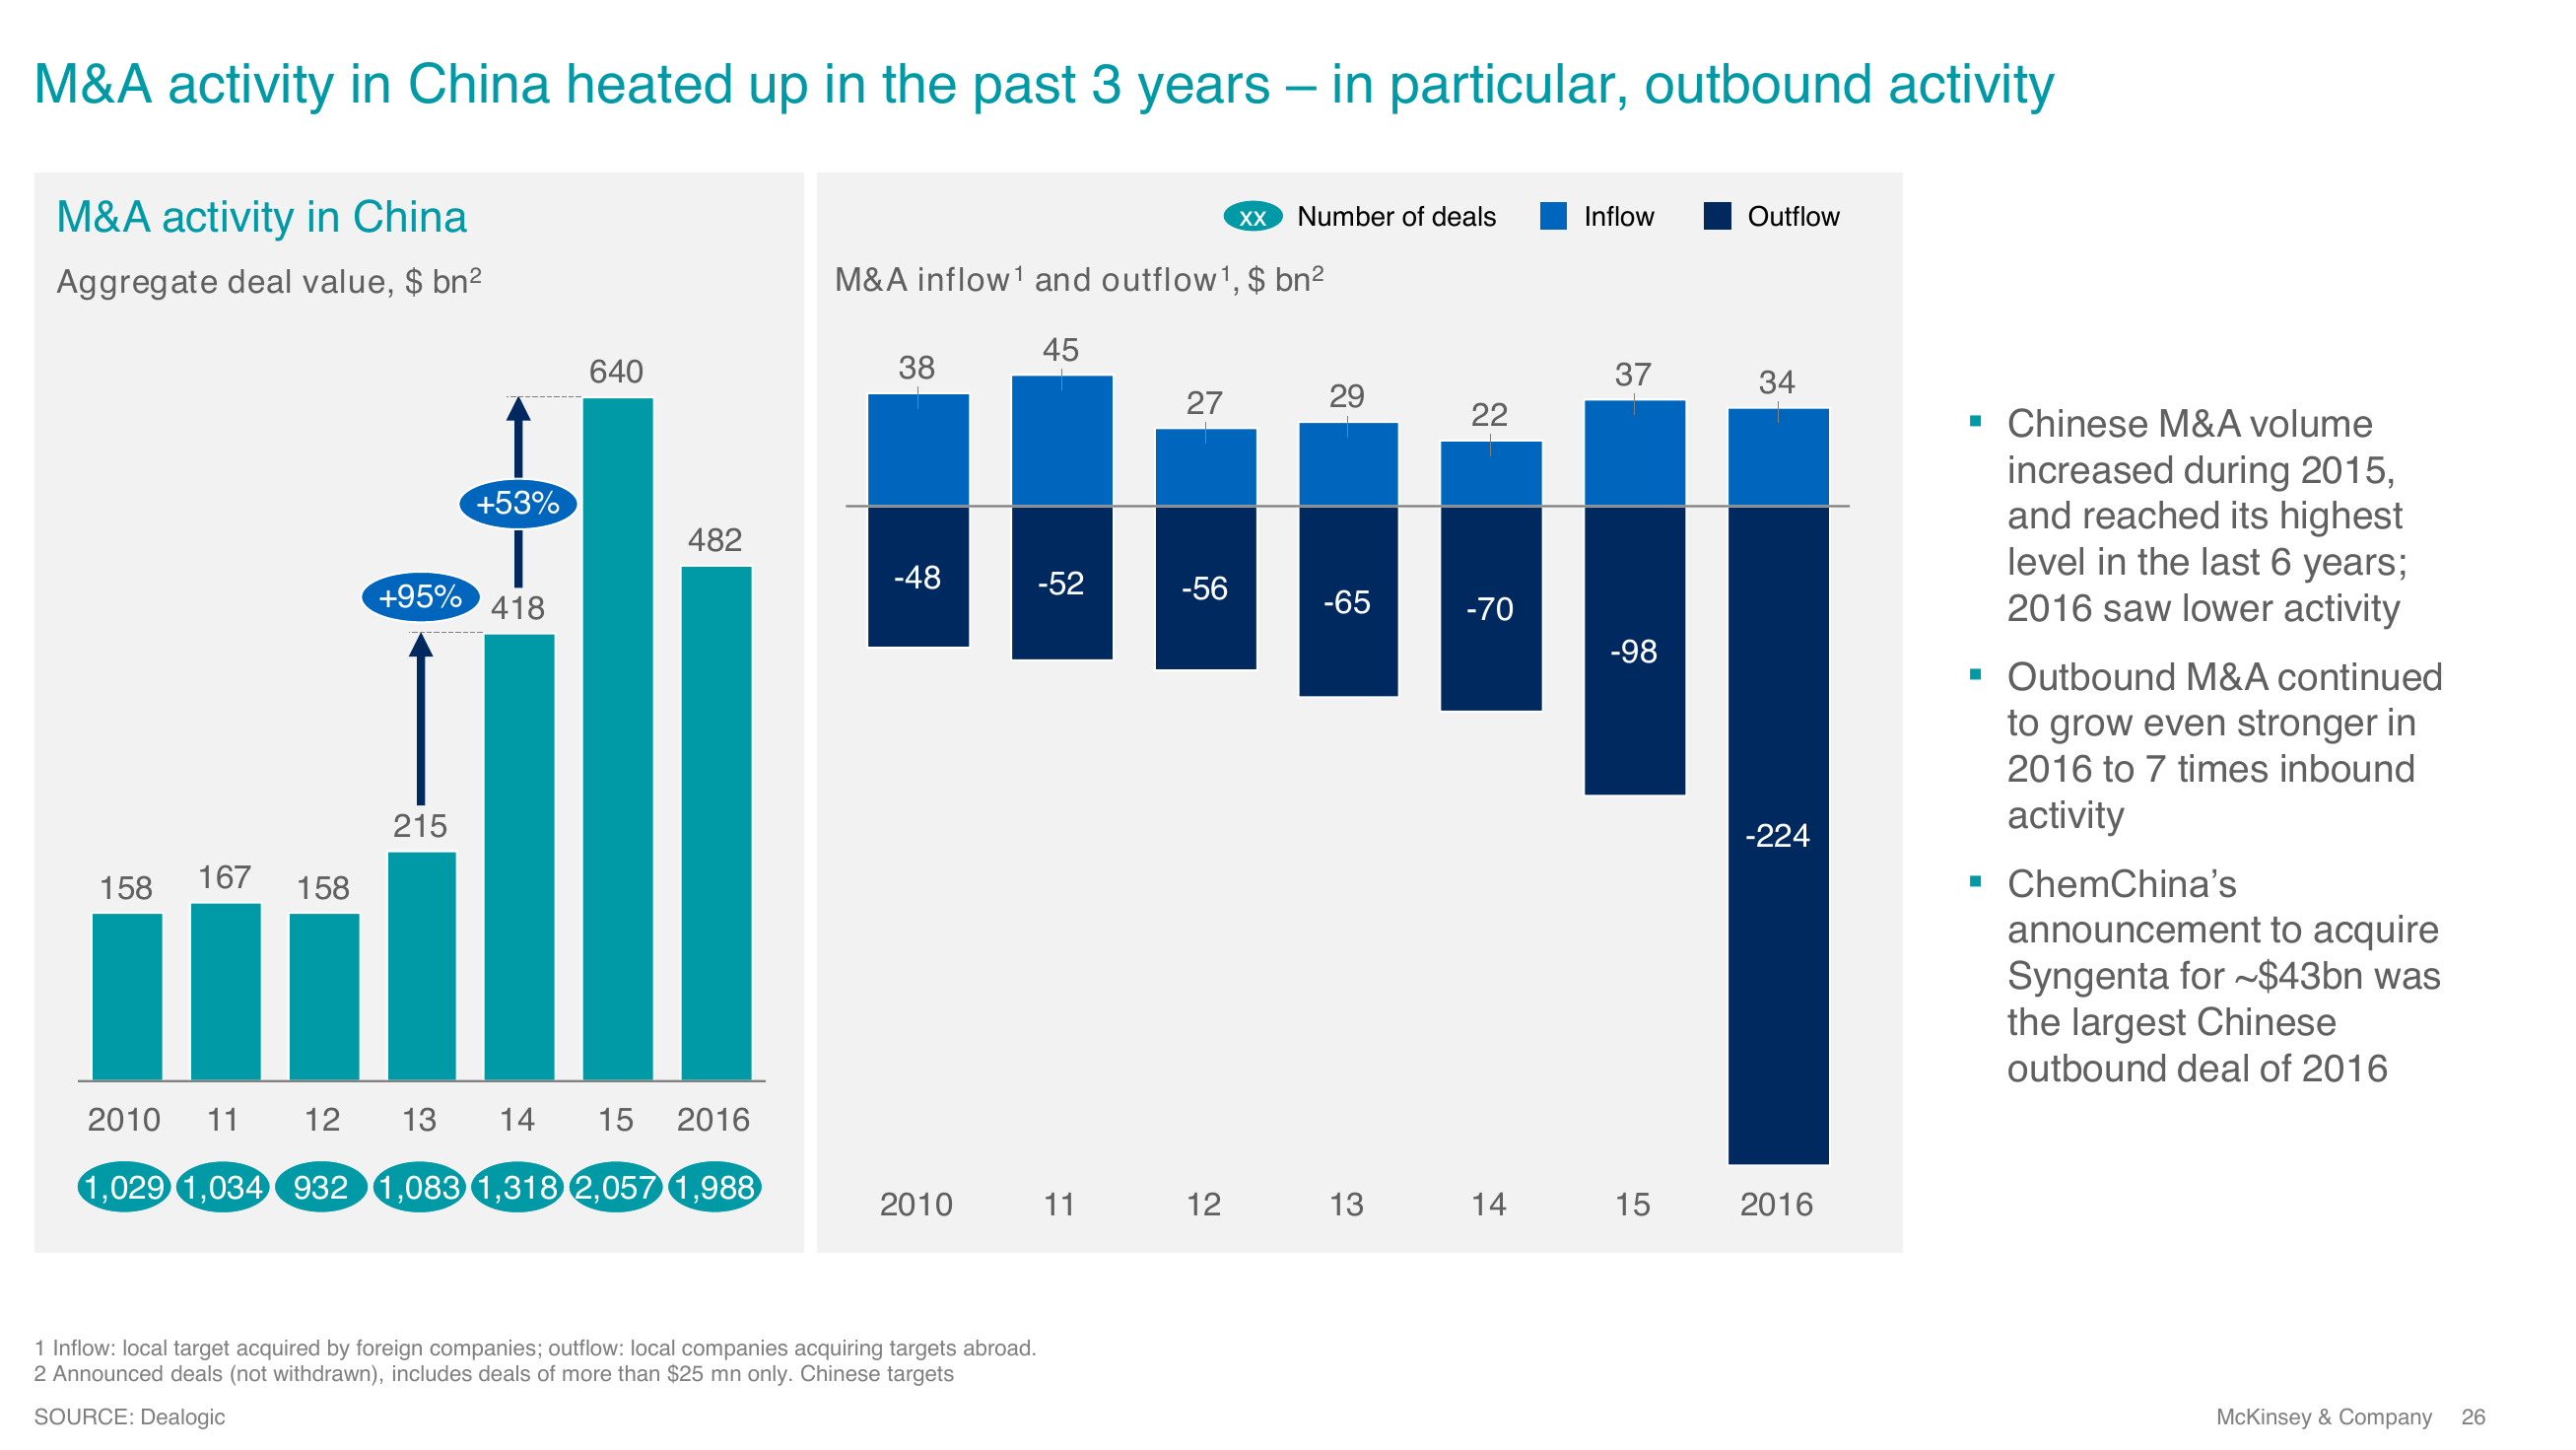 M&A activity in China heated up in the past 3 years – in particular, outbound activity
M&A activity in China
Aggregate deal value, $ bn²
158
167
158
215
418
640
482
+95%
+53%
2010 11 12 13 14 15 2016
1,029 1,034 932 1,083 1,318 2,057 1,988
xx Number of deals Inflow Outflow
M&A inflow¹ and outflow¹, $ bn²
38 45 27 29 22 37 34
-48 -52 -56 -65 -70 -98 -224
2010 11 12 13 14 15 2016
▪ Chinese M&A volume
increased during 2015,
and reached its highest
level in the last 6 years;
2016 saw lower activity
▪ Outbound M&A continued
to grow even stronger in
2016 to 7 times inbound
activity
▪ ChemChina’s
announcement to acquire
Syngenta for ~$43bn was
the largest Chinese
outbound deal of 2016
1 Inflow: local target acquired by foreign companies; outflow: local companies acquiring targets abroad.
2 Announced deals (not withdrawn), includes deals of more than $25 mn only. Chinese targets
SOURCE: Dealogic
McKinsey & Company 26